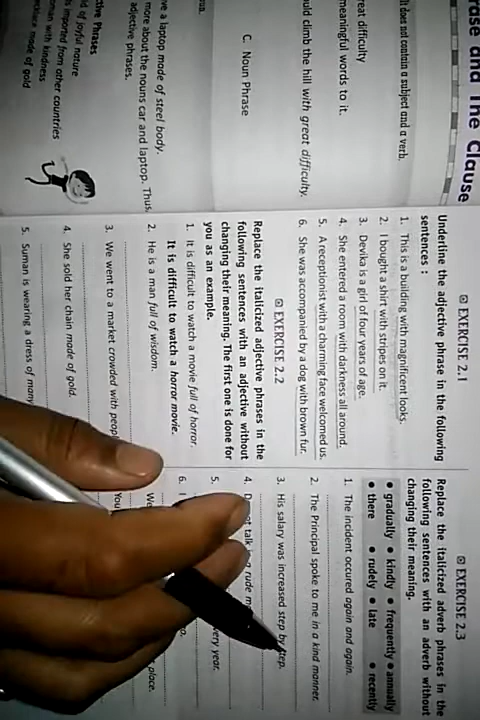 rase and The Clause
It does not contain a subject and a verb.
reat difficulty
meaningful words to it.
ould climb the hill with great difficulty.
C. Noun Phrase
ve a laptop made of steel body.
more about the nouns car and laptop. Thus,
adjective phrases.
ctive Phrases
d of joyful nature
is imported from other countries
oman with kindness
ecklace made of gold
EXERCISE 2.1
Underline the adjective phrase in the following
sentences :
1. This is a building with magnificent looks.
2. I bought a shirt with stripes on it.
3. Devika is a girl of four years of age.
4. She entered a room with darkness all around.
5. A receptionist with a charming face welcomed us.
6. She was accompanied by a dog with brown fur.
EXERCISE 2.2
Replace the italicized adjective phrases in the
following sentences with an adjective without
changing their meaning. The first one is done for
you as an example.
1. It is difficult to watch a movie full of horror.
It is difficult to watch a horror movie.
2. He is a man full of wisdom.
3. We went to a market crowded with peopl
4. She sold her chain made of gold.
5. Suman is wearing a dress of many
EXERCISE 2.3
Replace the italicized adverb phrases in the
following sentences with an adverb without
changing their meaning.
• gradually • kindly • frequently • annually
• there • rudely • late • recently
1. The incident occured again and again.
2. The Principal spoke to me in a kind manner.
3. His salary was increased step by step.
4. D talk in a rude m
5. very year.
6. I
We place.
You